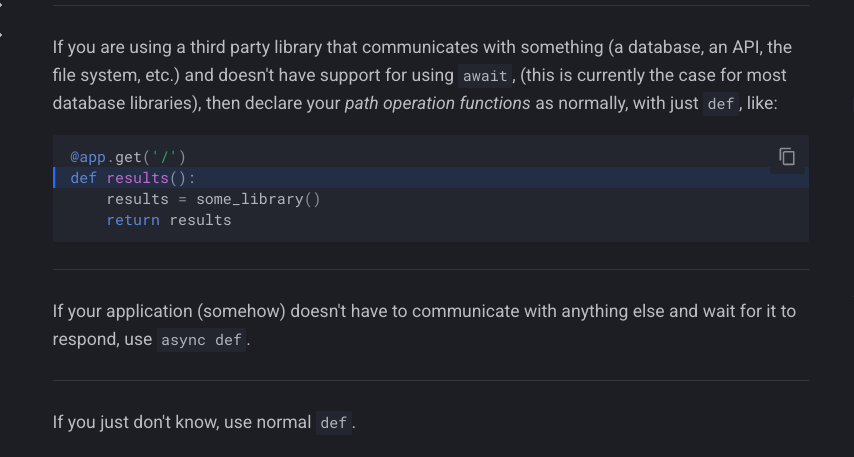 If you are using a third party library that communicates with something (a database, an API, the
file system, etc.) and doesn't have support for using await, (this is currently the case for most
database libraries), then declare your path operation functions as normally, with just def, like:
@app.get('/')
def results():
    results = some_library()
    return results
If your application (somehow) doesn't have to communicate with anything else and wait for it to
respond, use async def.
If you just don't know, use normal def.